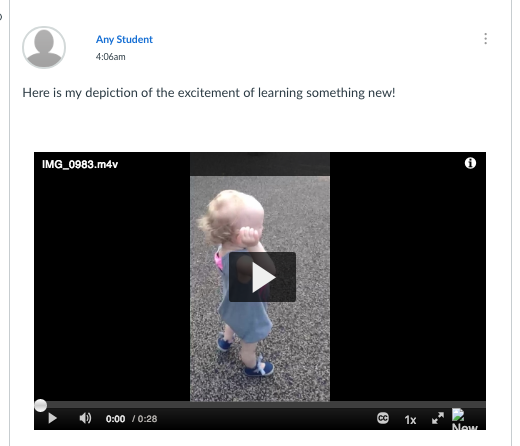 Any Student
4:06am
Here is my depiction of the excitement of learning something new!
IMG_0983.m4v
0:00 / 0:28
CC
1x
New